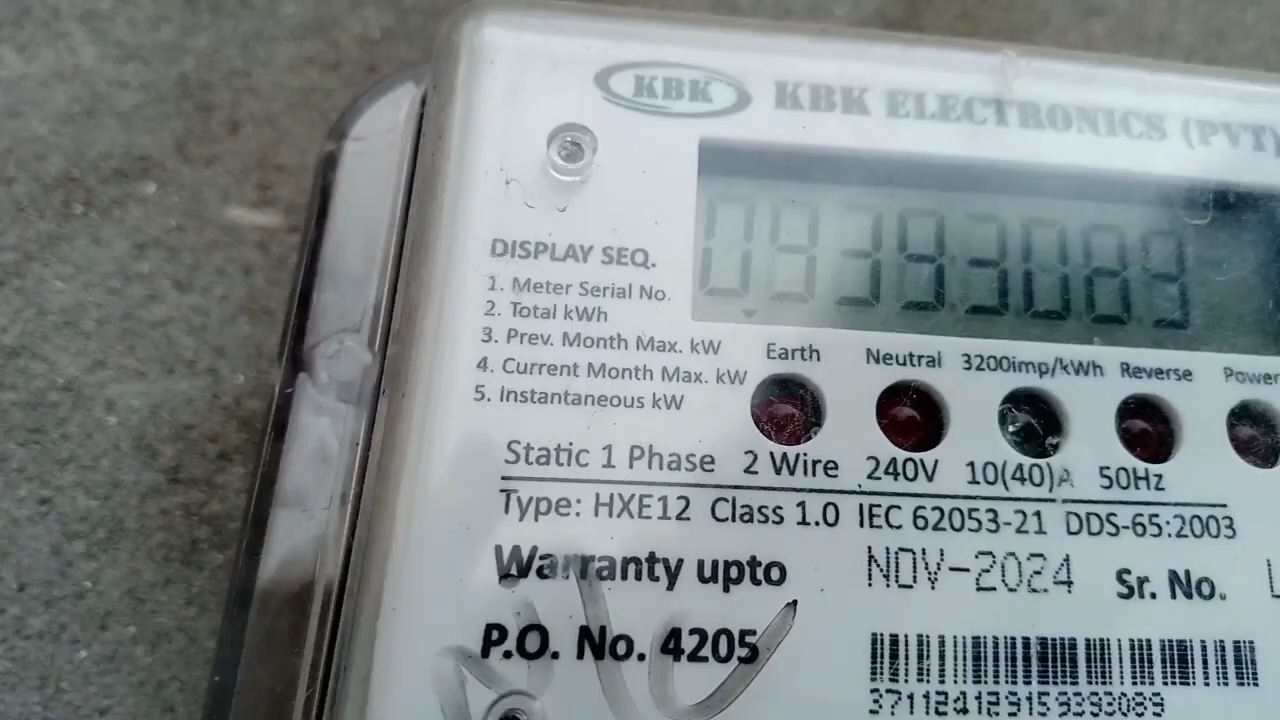 KBK KBK ELECTRONICS (PVT)
09393089
DISPLAY SEQ.
1. Meter Serial No.
2. Total kWh
3. Prev. Month Max. kW
4. Current Month Max. kW
5. Instantaneous kW
Earth Neutral 3200imp/kWh Reverse Power
Static 1 Phase 2 Wire 240V 10(40)A 50Hz
Type: HXE12 Class 1.0 IEC 62053-21 DDS-65:2003
Warranty upto NOV-2024 Sr. No.
P.O. No. 4205
371124129159393089